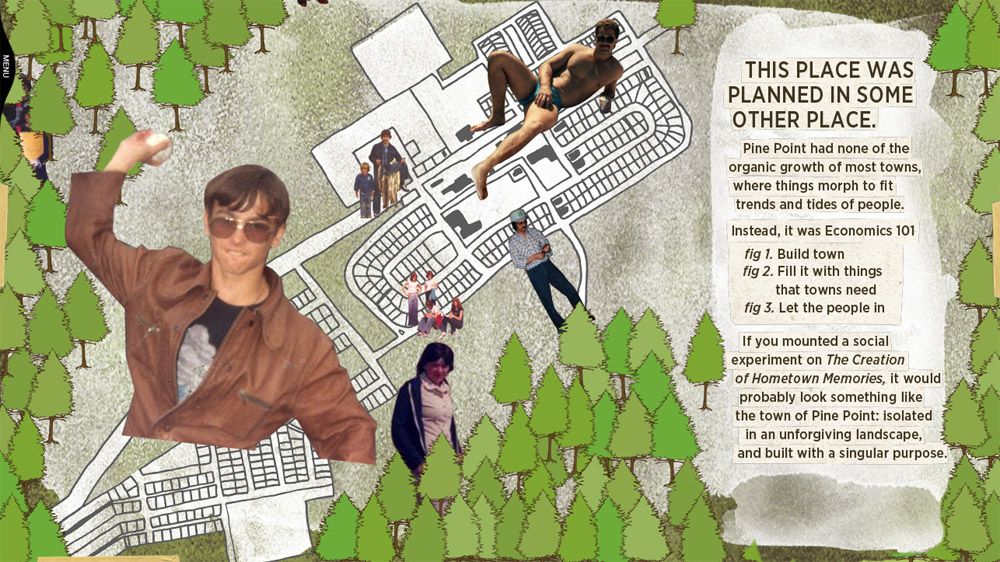 MENU
THIS PLACE WAS
PLANNED IN SOME
OTHER PLACE.
Pine Point had none of the
organic growth of most towns,
where things morph to fit
trends and tides of people.
Instead, it was Economics 101
fig 1. Build town
fig 2. Fill it with things
that towns need
fig 3. Let the people in
If you mounted a social
experiment on The Creation
of Hometown Memories, it would
probably look something like
the town of Pine Point: isolated
in an unforgiving landscape,
and built with a singular purpose.